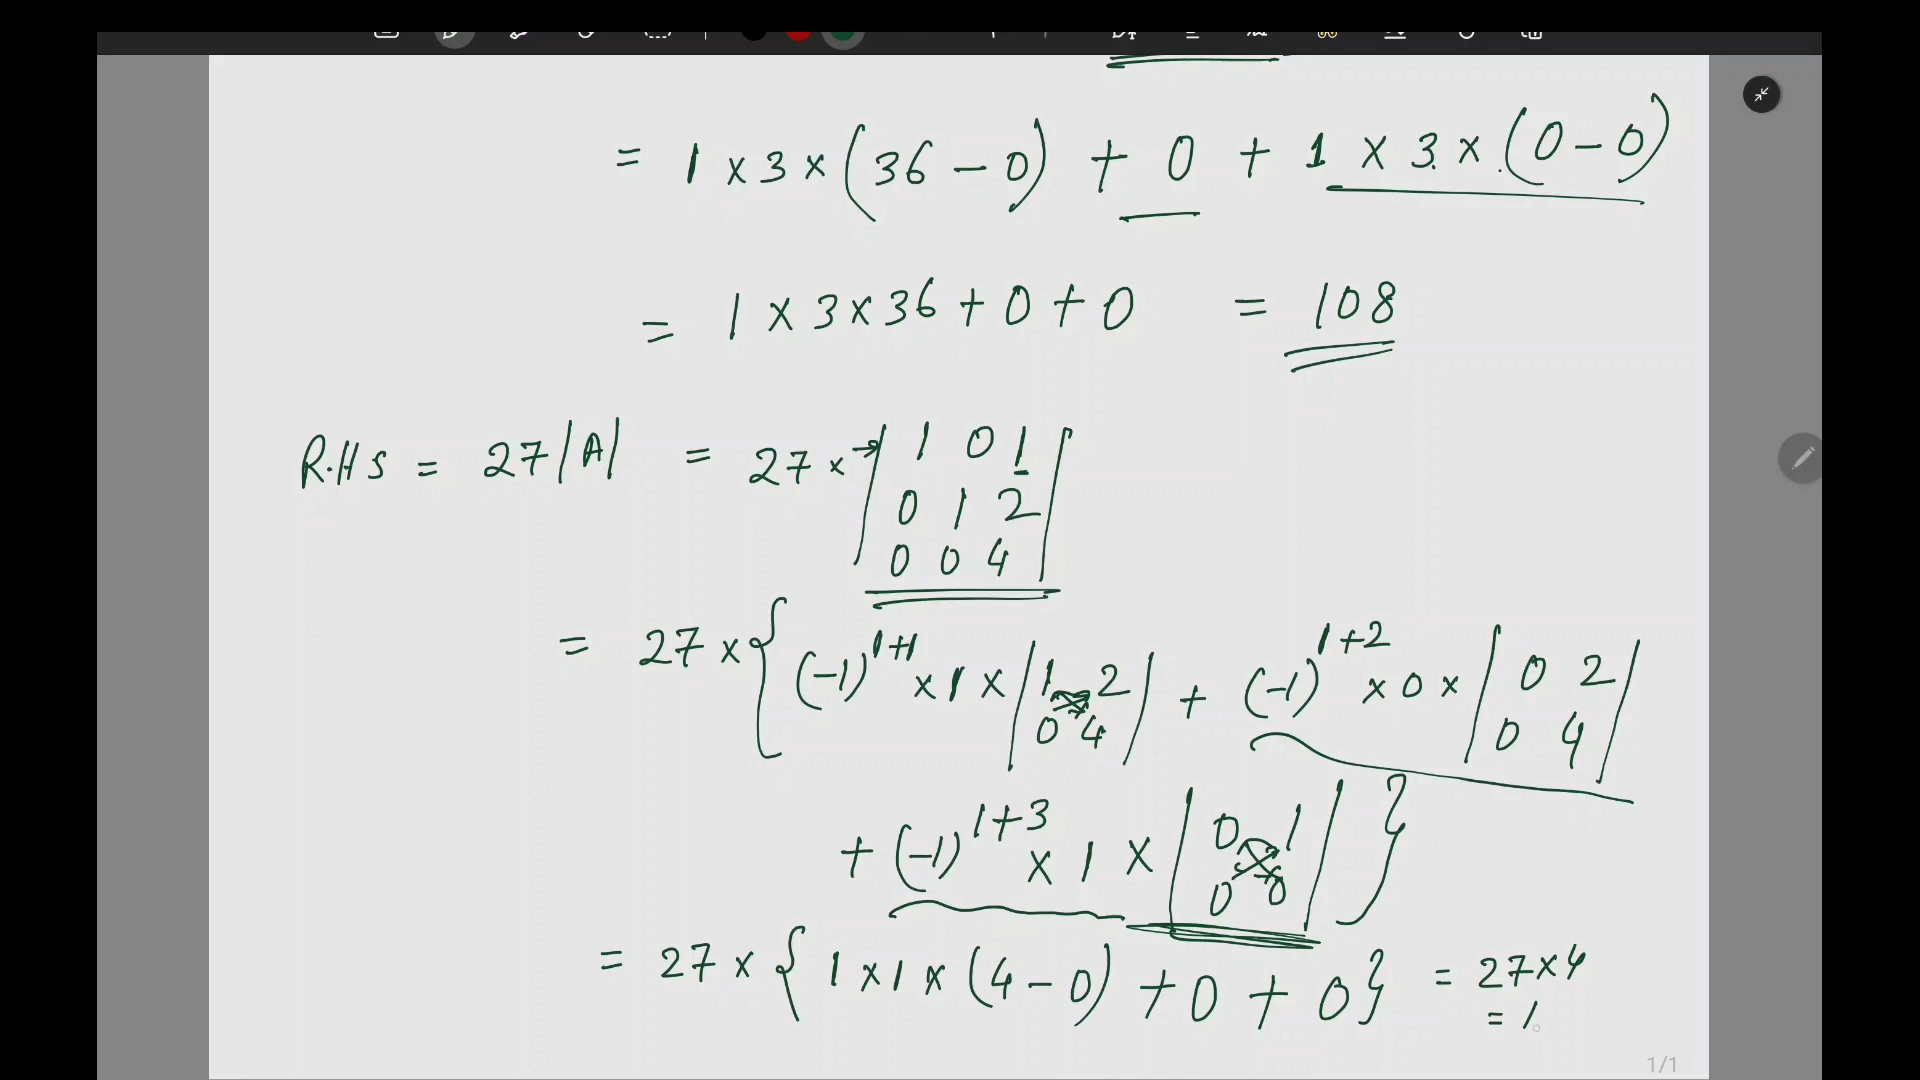 = 1 × 3 × (36 − 0) + 0 + 1 × 3 × (0 − 0)
= 1 × 3 × 36 + 0 + 0 = 108
R.H.S = 27|A| = 27 × | 1 0 1
0 1 2
0 0 4 |
= 27 × { (−1)^{1+1} × 1 × | 1 2
0 4 | + (−1)^{1+2} × 0 × | 0 2
0 4 |
+ (−1)^{1+3} × 1 × | 0 1
0 0 | }
= 27 × { 1 × 1 × (4 − 0) + 0 + 0 } = 27 × 4
= 1
1/1